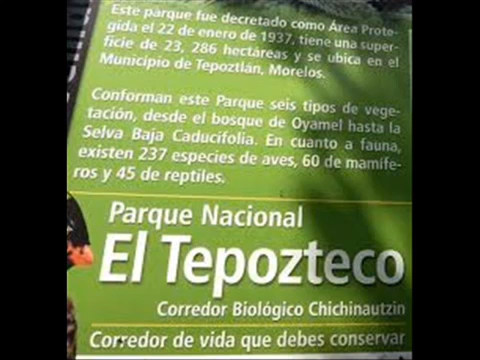 Este parque fue decretado como Área Prote-
gida el 22 de enero de 1937, tiene una super-
ficie de 23, 286 hectáreas y se ubica en el
Municipio de Tepoztlán, Morelos.
Conforman este Parque seis tipos de vege-
tación, desde el bosque de Oyamel hasta la
Selva Baja Caducifolia. En cuanto a fauna,
existen 237 especies de aves, 60 de mamífe-
ros y 45 de reptiles.
Parque Nacional
El Tepozteco
Corredor Biológico Chichinautzin
Corredor de vida que debes conservar